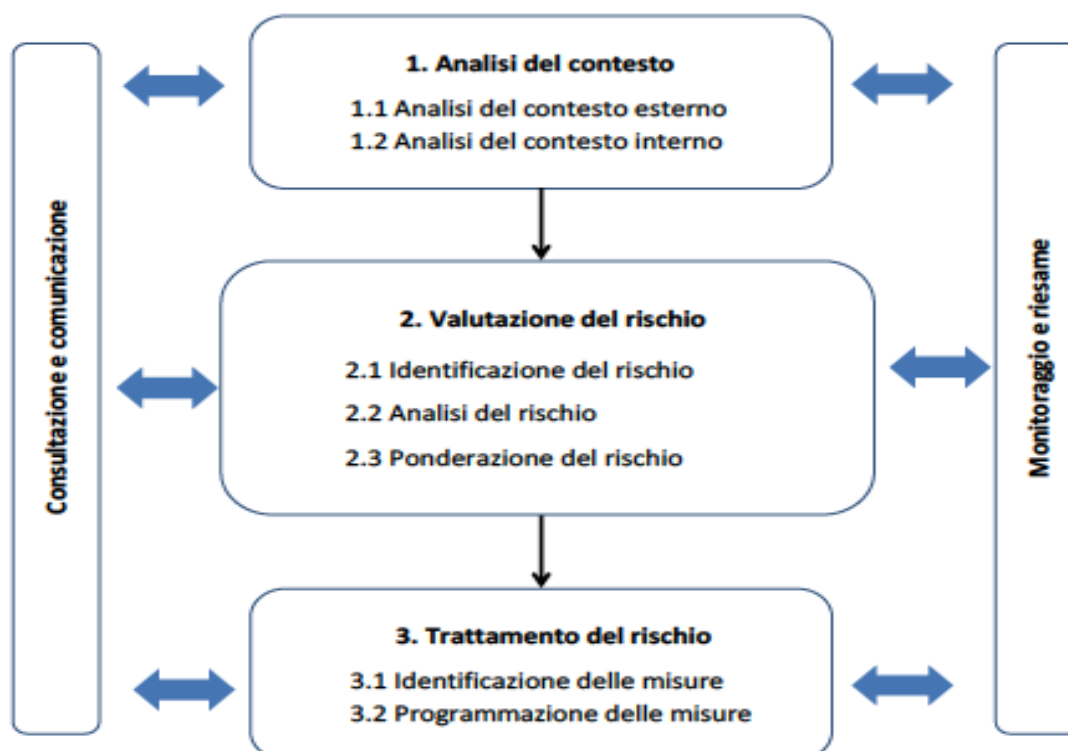 Consultazione e comunicazione
1. Analisi del contesto
1.1 Analisi del contesto esterno
1.2 Analisi del contesto interno
2. Valutazione del rischio
2.1 Identificazione del rischio
2.2 Analisi del rischio
2.3 Ponderazione del rischio
3. Trattamento del rischio
3.1 Identificazione delle misure
3.2 Programmazione delle misure
Monitoraggio e riesame